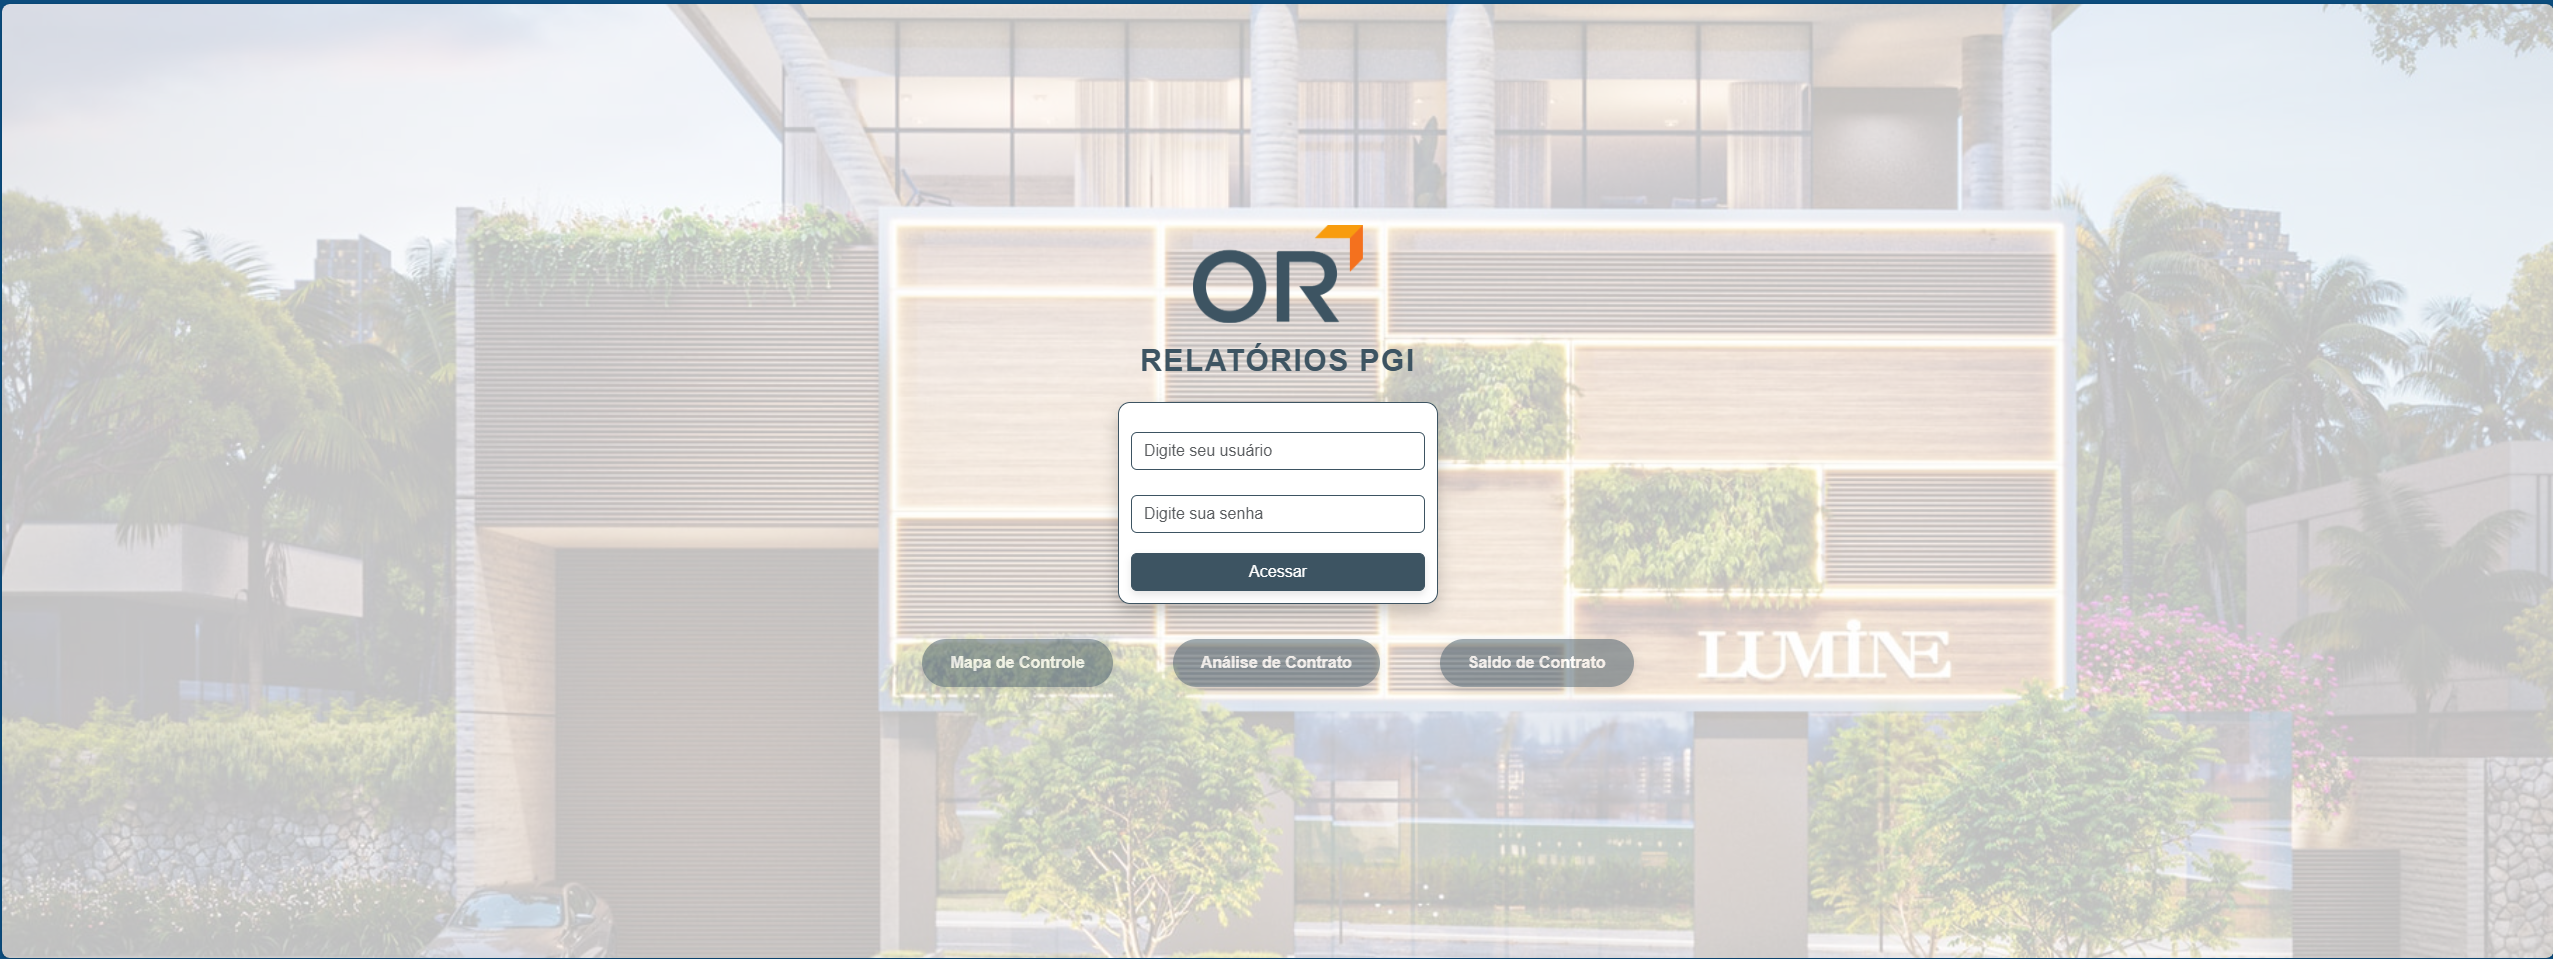 OR
RELATÓRIOS PGI
Digite seu usuário
Digite sua senha
Acessar
Mapa de Controle
Análise de Contrato
Saldo de Contrato
LUMINE